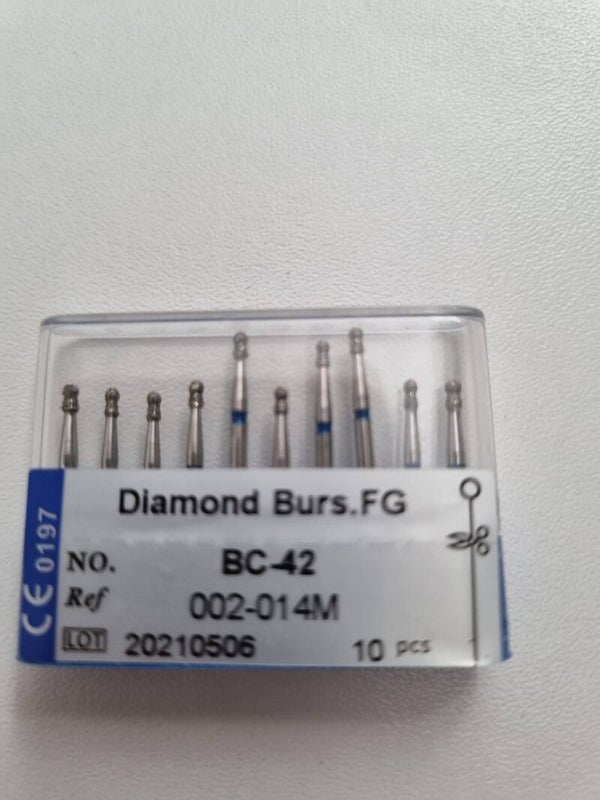 Diamond Burs.FG
NO. BC-42
Ref 002-014M
LOT 20210506 10 pcs
CE 0197